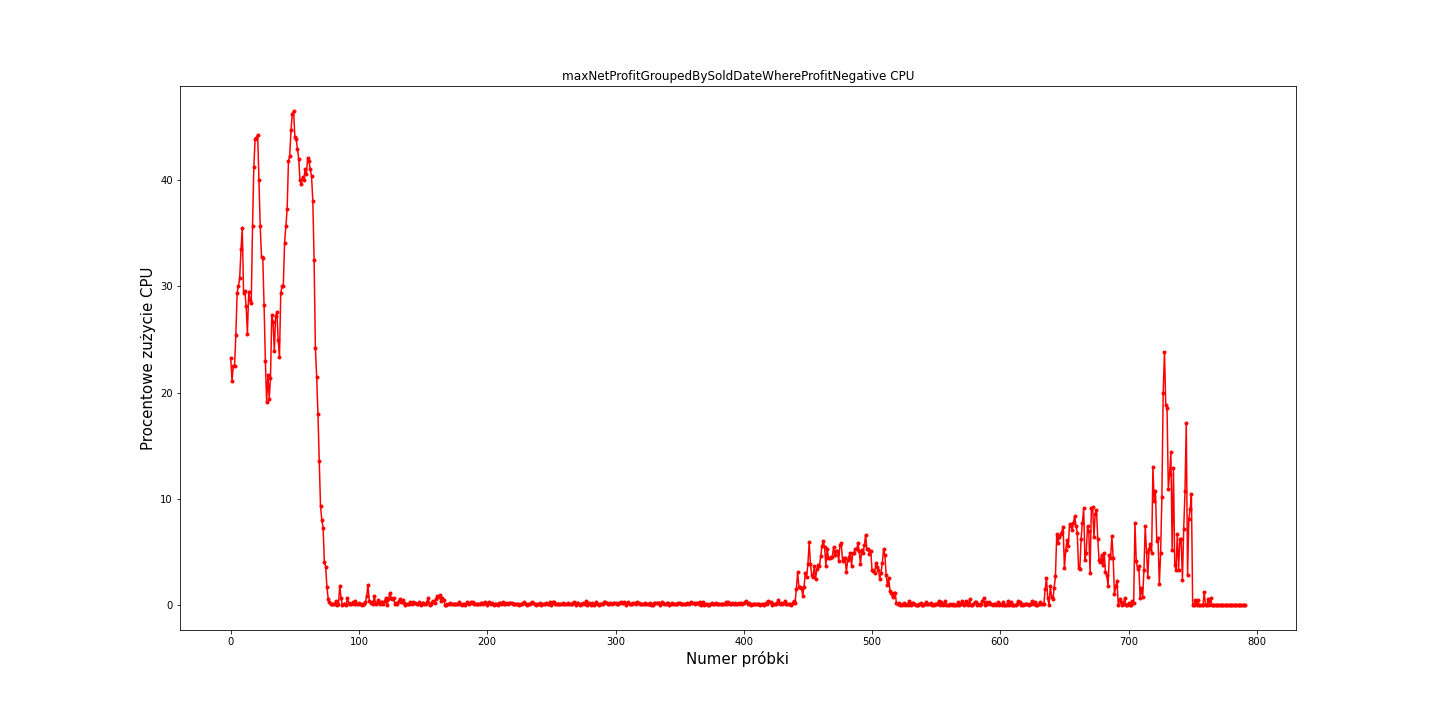 maxNetProfitGroupedBySoldDateWhereProfitNegative CPU
Procentowe zużycie CPU
40
30
20
10
0
0 100 200 300 400 500 600 700 800
Numer próbki